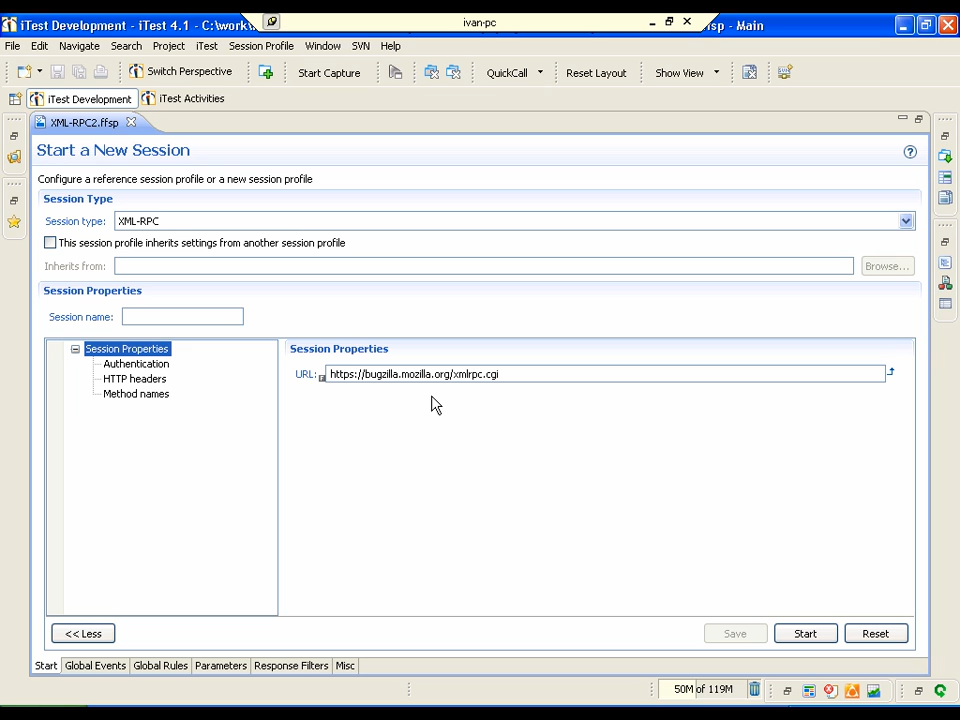 iTest Development - iTest 4.1 - C:\work\
ivan-pc
sp - Main
File Edit Navigate Search Project iTest Session Profile Window SVN Help
Switch Perspective Start Capture QuickCall Reset Layout Show View
iTest Development iTest Activities
XML-RPC2.ffsp
Start a New Session
Configure a reference session profile or a new session profile
Session Type
Session type: XML-RPC
This session profile inherits settings from another session profile
Inherits from: Browse...
Session Properties
Session name:
Session Properties
Authentication
HTTP headers
Method names
Session Properties
URL: https://bugzilla.mozilla.org/xmlrpc.cgi
<< Less Save Start Reset
Start Global Events Global Rules Parameters Response Filters Misc
50M of 119M